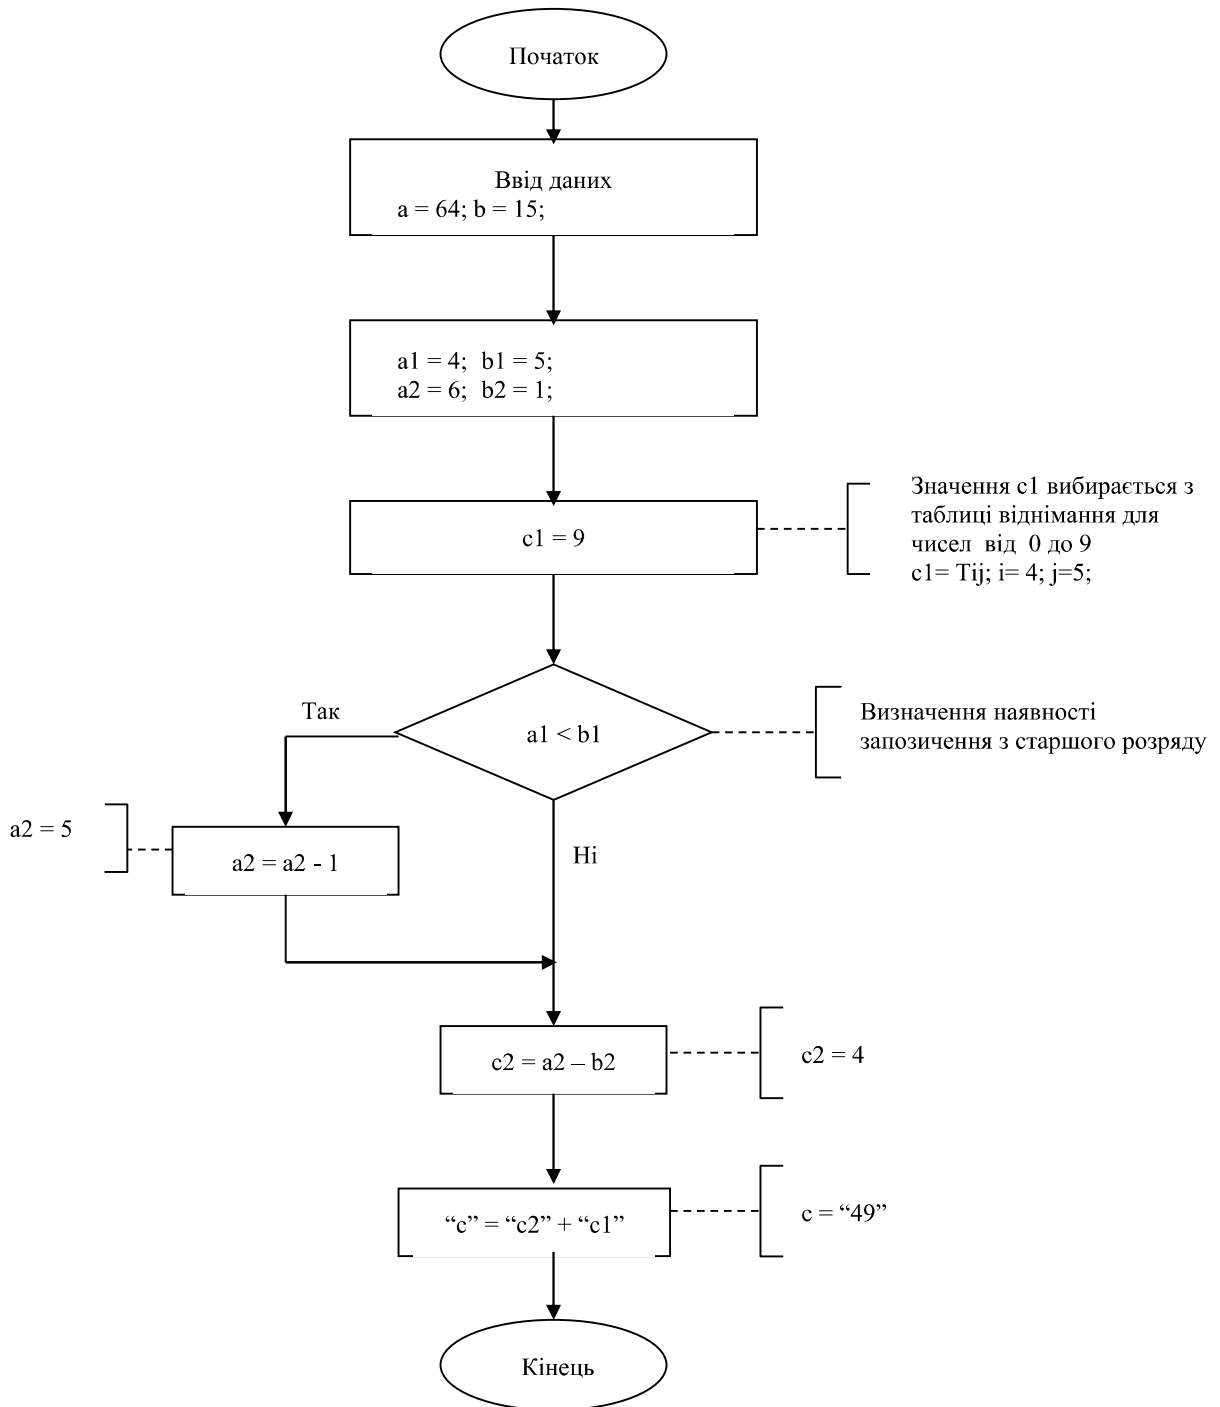 Початок
Ввід даних
a = 64; b = 15;
a1 = 4; b1 = 5;
a2 = 6; b2 = 1;
c1 = 9
Значення c1 вибирається з
таблиці віднімання для
чисел від 0 до 9
c1= Tij; i= 4; j=5;
Так
a1 < b1
Визначення наявності
запозичення з старшого розряду
a2 = 5
a2 = a2 - 1
Ні
c2 = a2 – b2
c2 = 4
“c” = “c2” + “c1”
c = “49”
Кінець